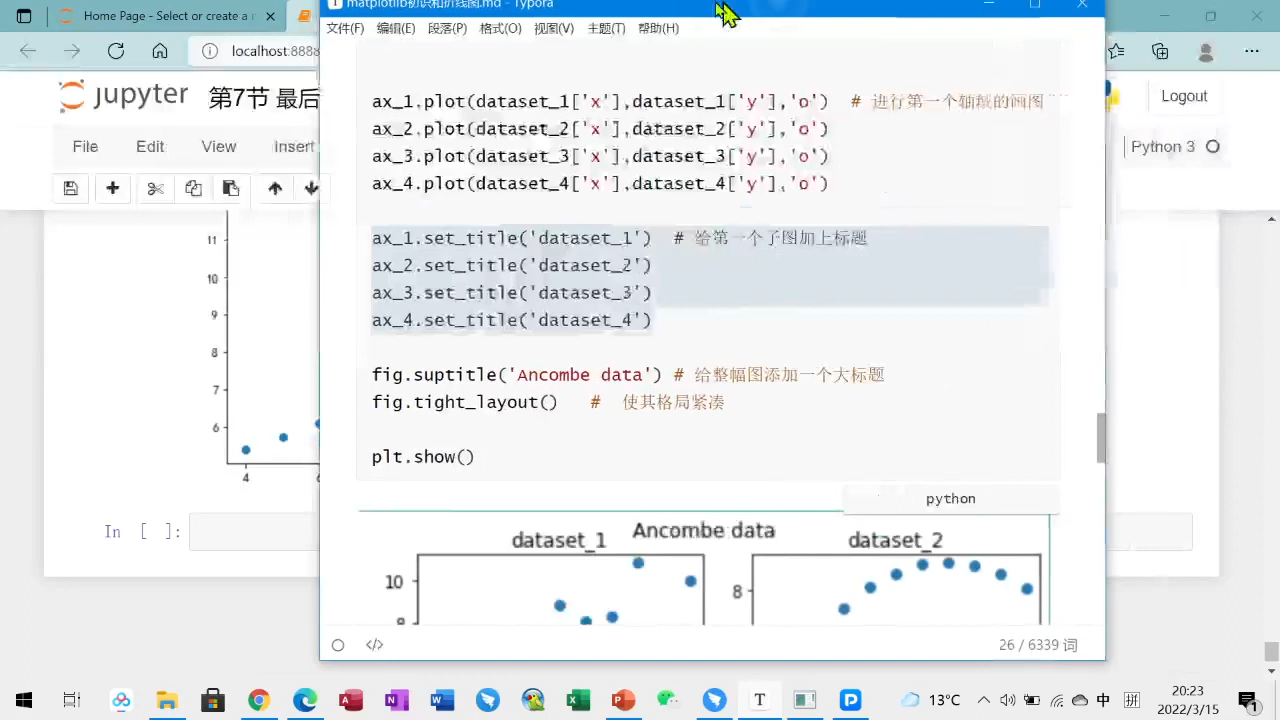 Home Page - Select or create a
matplotlib初识和折线图.md - Typora
localhost:8888
文件(F) 编辑(E) 段落(P) 格式(O) 视图(V) 主题(T) 帮助(H)
jupyter 第7节 最后
Logout
File Edit View Insert
Python 3
ax_1.plot(dataset_1['x'],dataset_1['y'],'o') # 进行第一个轴域的画图
ax_2.plot(dataset_2['x'],dataset_2['y'],'o')
ax_3.plot(dataset_3['x'],dataset_3['y'],'o')
ax_4.plot(dataset_4['x'],dataset_4['y'],'o')
ax_1.set_title('dataset_1') # 给第一个子图加上标题
ax_2.set_title('dataset_2')
ax_3.set_title('dataset_3')
ax_4.set_title('dataset_4')
fig.suptitle('Ancombe data') # 给整幅图添加一个大标题
fig.tight_layout() # 使其格局紧凑
plt.show()
python
11
10
9
8
7
6
4
In [ ]:
Ancombe data
dataset_1 dataset_2
10
8
8
26 / 6339 词
13°C
中 拼
20:23
2022/3/15
1